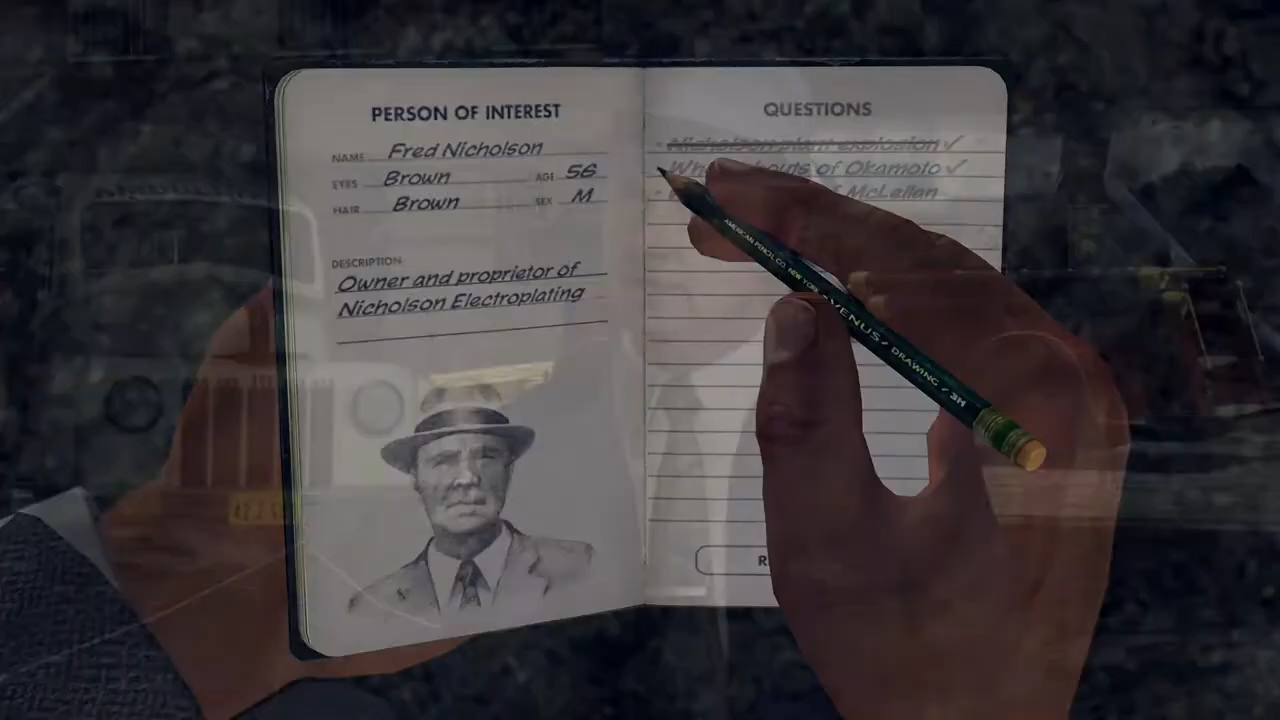 PERSON OF INTEREST
NAME Fred Nicholson
EYES Brown AGE 56
HAIR Brown SEX M
DESCRIPTION
Owner and proprietor of
Nicholson Electroplating
QUESTIONS
Nicholson plant explosion ✓
of Okamoto ✓
McLellan
AMERICAN PENCIL CO. NEW YORK VENUS / DRAWING / 3H